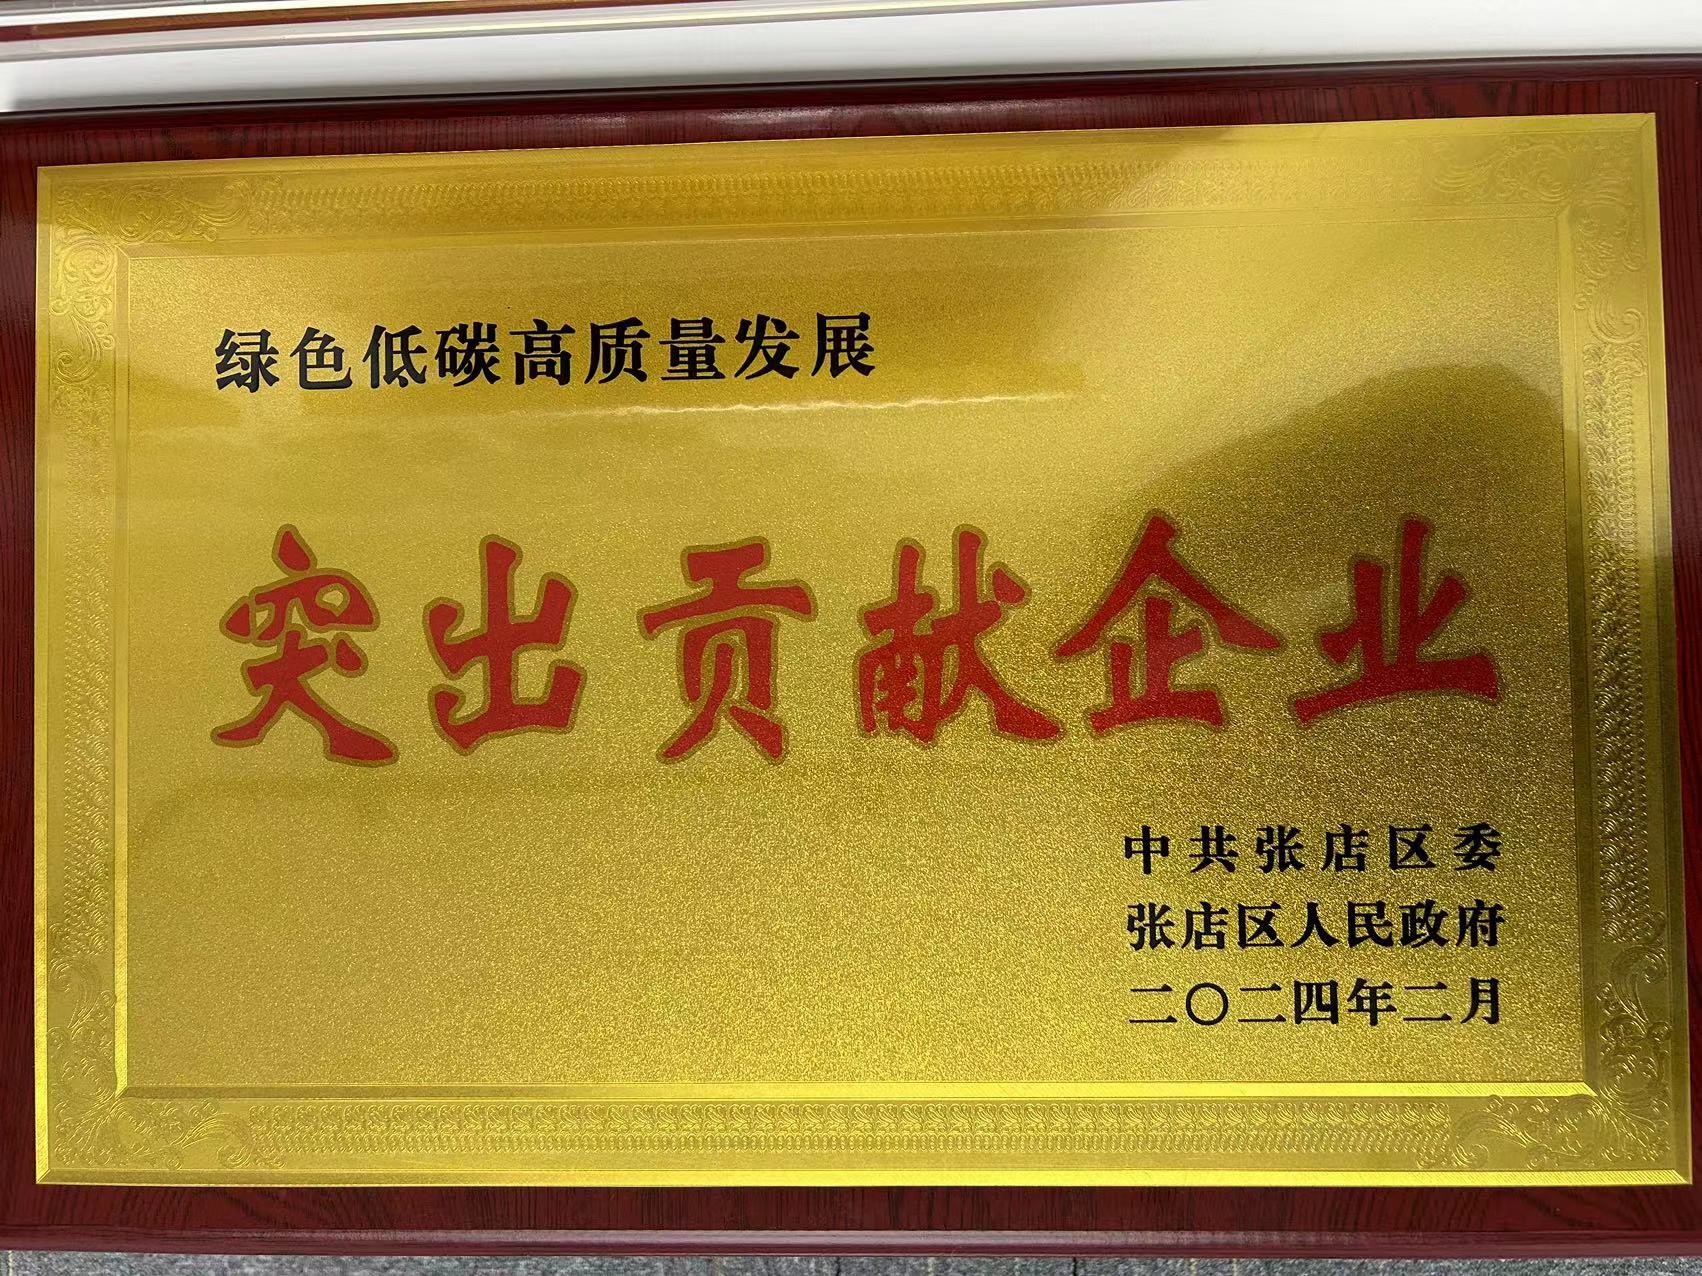 绿色低碳高质量发展
突出贡献企业
中共张店区委
张店区人民政府
二〇二四年二月